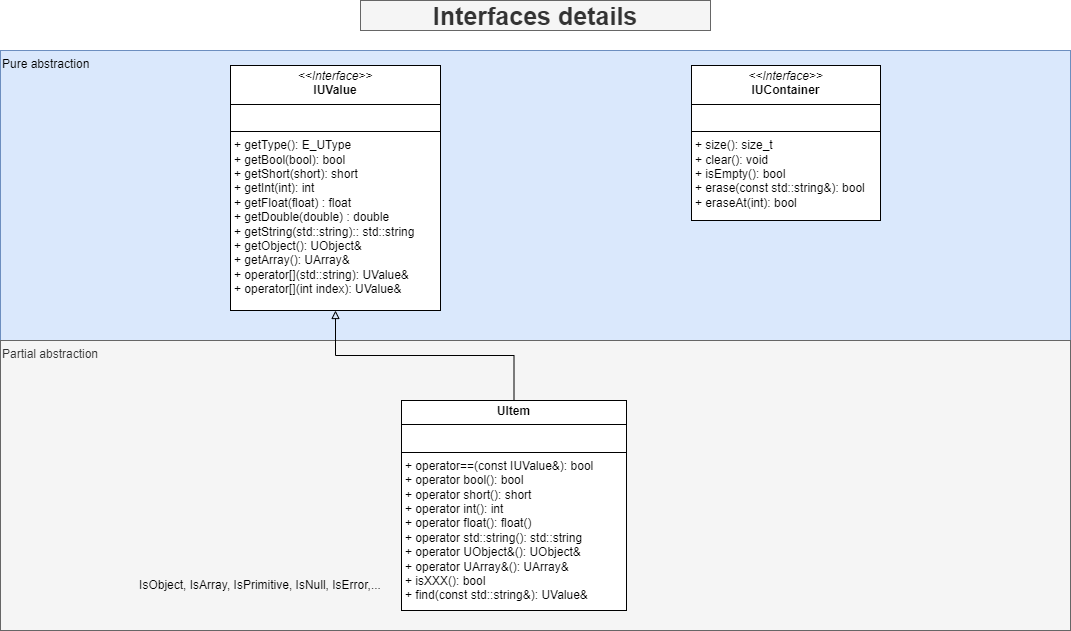 Interfaces details
Pure abstraction
<<Interface>>
IUValue
+ getType(): E_UType
+ getBool(bool): bool
+ getShort(short): short
+ getInt(int): int
+ getFloat(float) : float
+ getDouble(double) : double
+ getString(std::string):: std::string
+ getObject(): UObject&
+ getArray(): UArray&
+ operator[](std::string): UValue&
+ operator[](int index): UValue&
<<Interface>>
IUContainer
+ size(): size_t
+ clear(): void
+ isEmpty(): bool
+ erase(const std::string&): bool
+ eraseAt(int): bool
Partial abstraction
UItem
+ operator==(const IUValue&): bool
+ operator bool(): bool
+ operator short(): short
+ operator int(): int
+ operator float(): float()
+ operator std::string(): std::string
+ operator UObject&(): UObject&
+ operator UArray&(): UArray&
+ isXXX(): bool
+ find(const std::string&): UValue&
IsObject, IsArray, IsPrimitive, IsNull, IsError,...